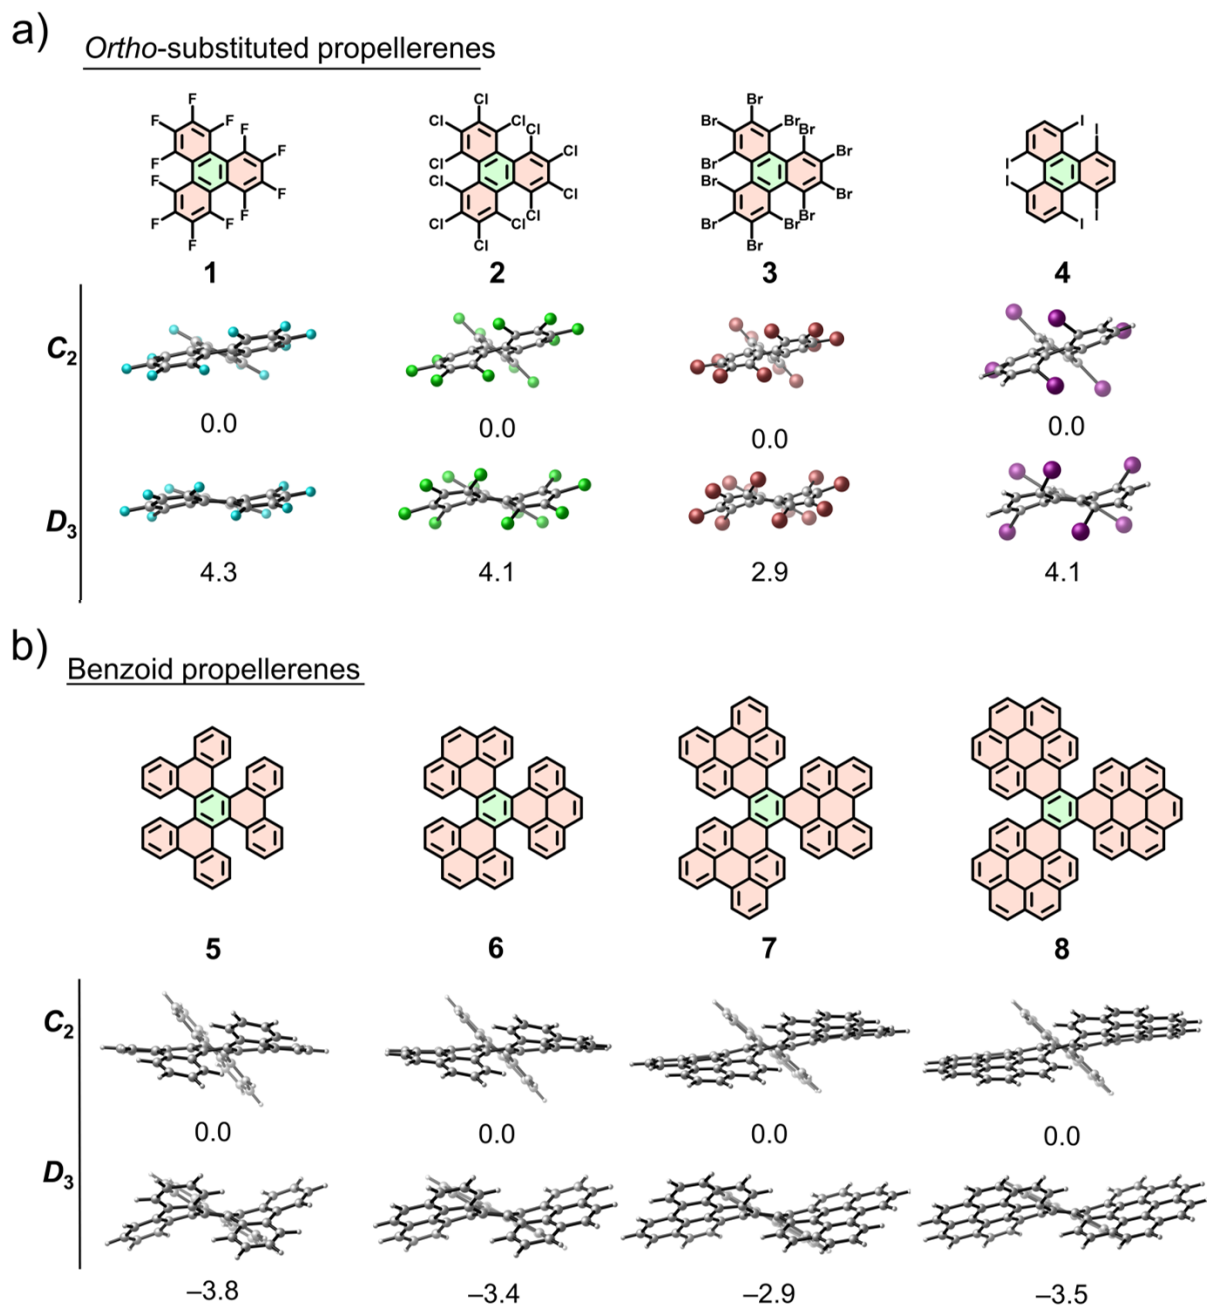 a)
Ortho-substituted propellerenes
F F Cl Cl Br Br
F F F Cl Cl Cl Br Br Br I I
F F Cl Cl Br Br I
F F Cl Cl Br Br I
F F F Cl Cl Cl Br Br Br I I
F Cl Br
1 2 3 4
C2
0.0 0.0 0.0 0.0
D3
4.3 4.1 2.9 4.1
b)
Benzoid propellerenes
5 6 7 8
C2
0.0 0.0 0.0 0.0
D3
–3.8 –3.4 –2.9 –3.5